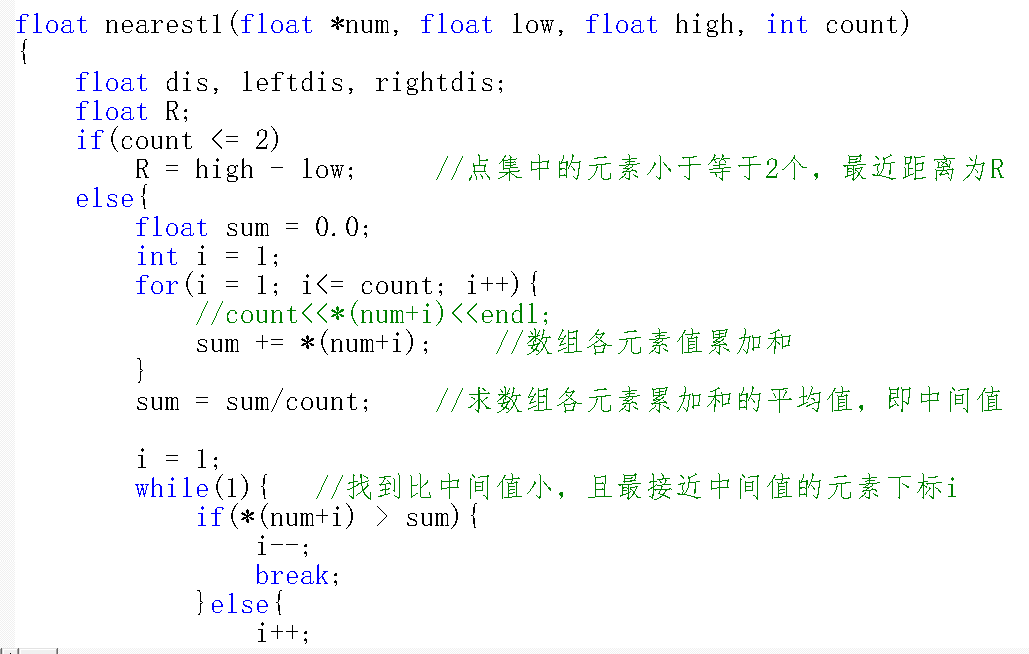 float nearest1(float *num, float low, float high, int count)
{
    float dis, leftdis, rightdis;
    float R;
    if(count <= 2)
        R = high - low;     //点集中的元素小于等于2个，最近距离为R
    else{
        float sum = 0.0;
        int i = 1;
        for(i = 1; i<= count; i++){
            //count<<*(num+i)<<endl;
            sum += *(num+i);    //数组各元素值累加和
        }
        sum = sum/count;    //求数组各元素累加和的平均值，即中间值
        i = 1;
        while(1){   //找到比中间值小，且最接近中间值的元素下标i
            if(*(num+i) > sum){
                i--;
                break;
            }else{
                i++;